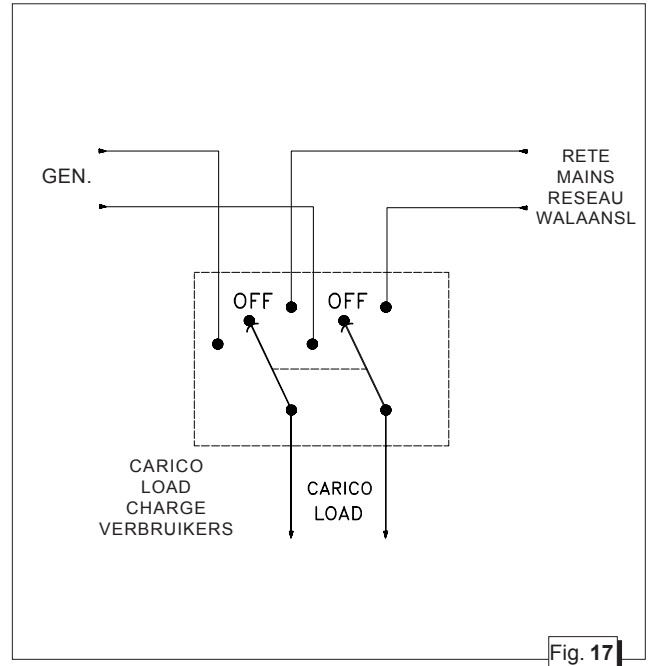 GEN.
RETE
MAINS
RESEAU
WALAANSL
OFF
OFF
CARICO
LOAD
CHARGE
VERBRUIKERS
CARICO
LOAD
Fig. 17